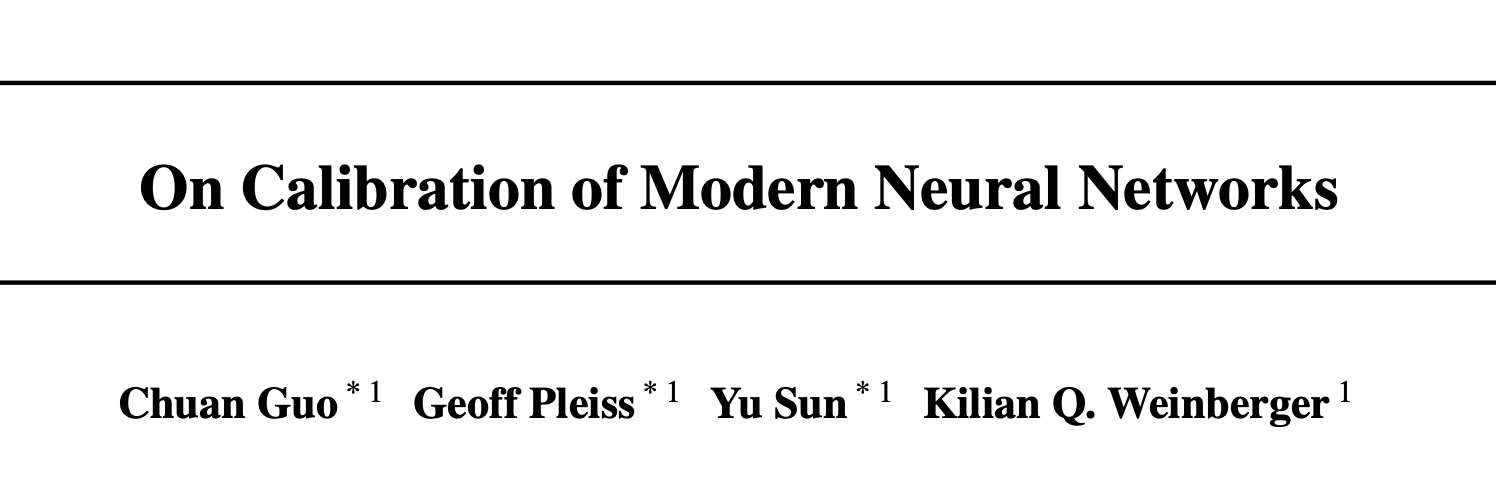 On Calibration of Modern Neural Networks
Chuan Guo * 1 Geoff Pleiss * 1 Yu Sun * 1 Kilian Q. Weinberger 1